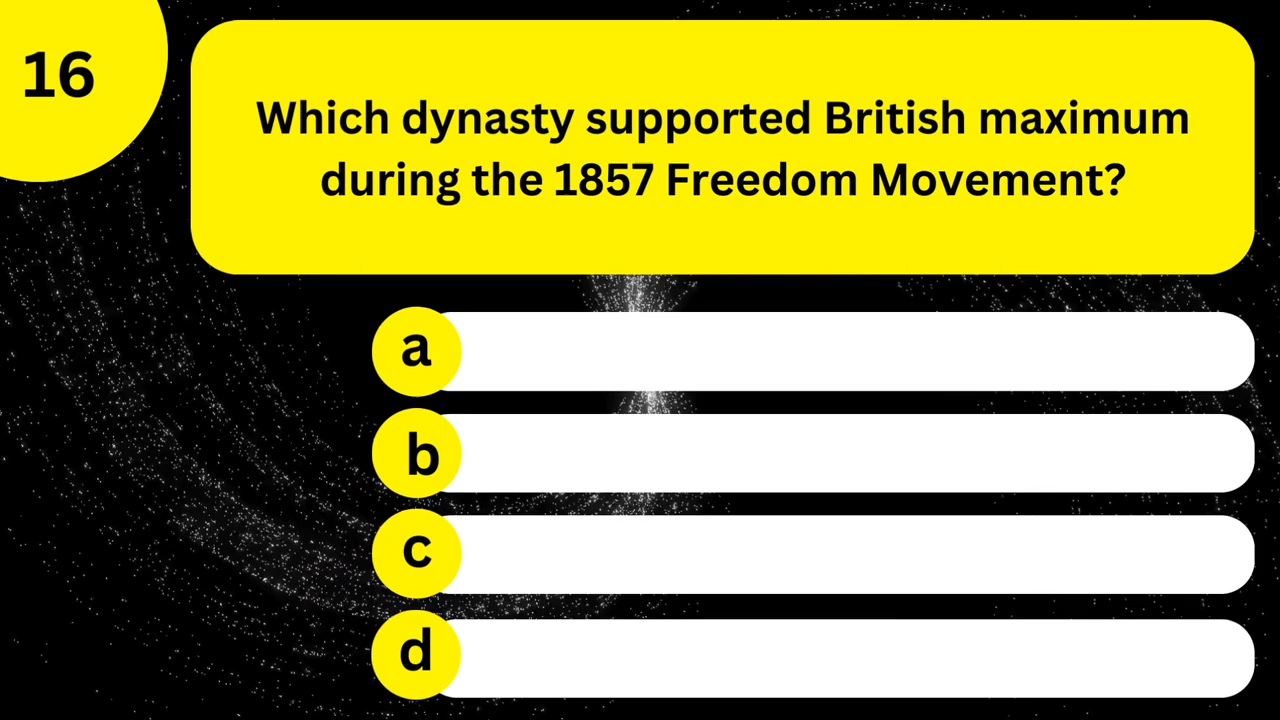 16
Which dynasty supported British maximum
during the 1857 Freedom Movement?
a
b
c
d